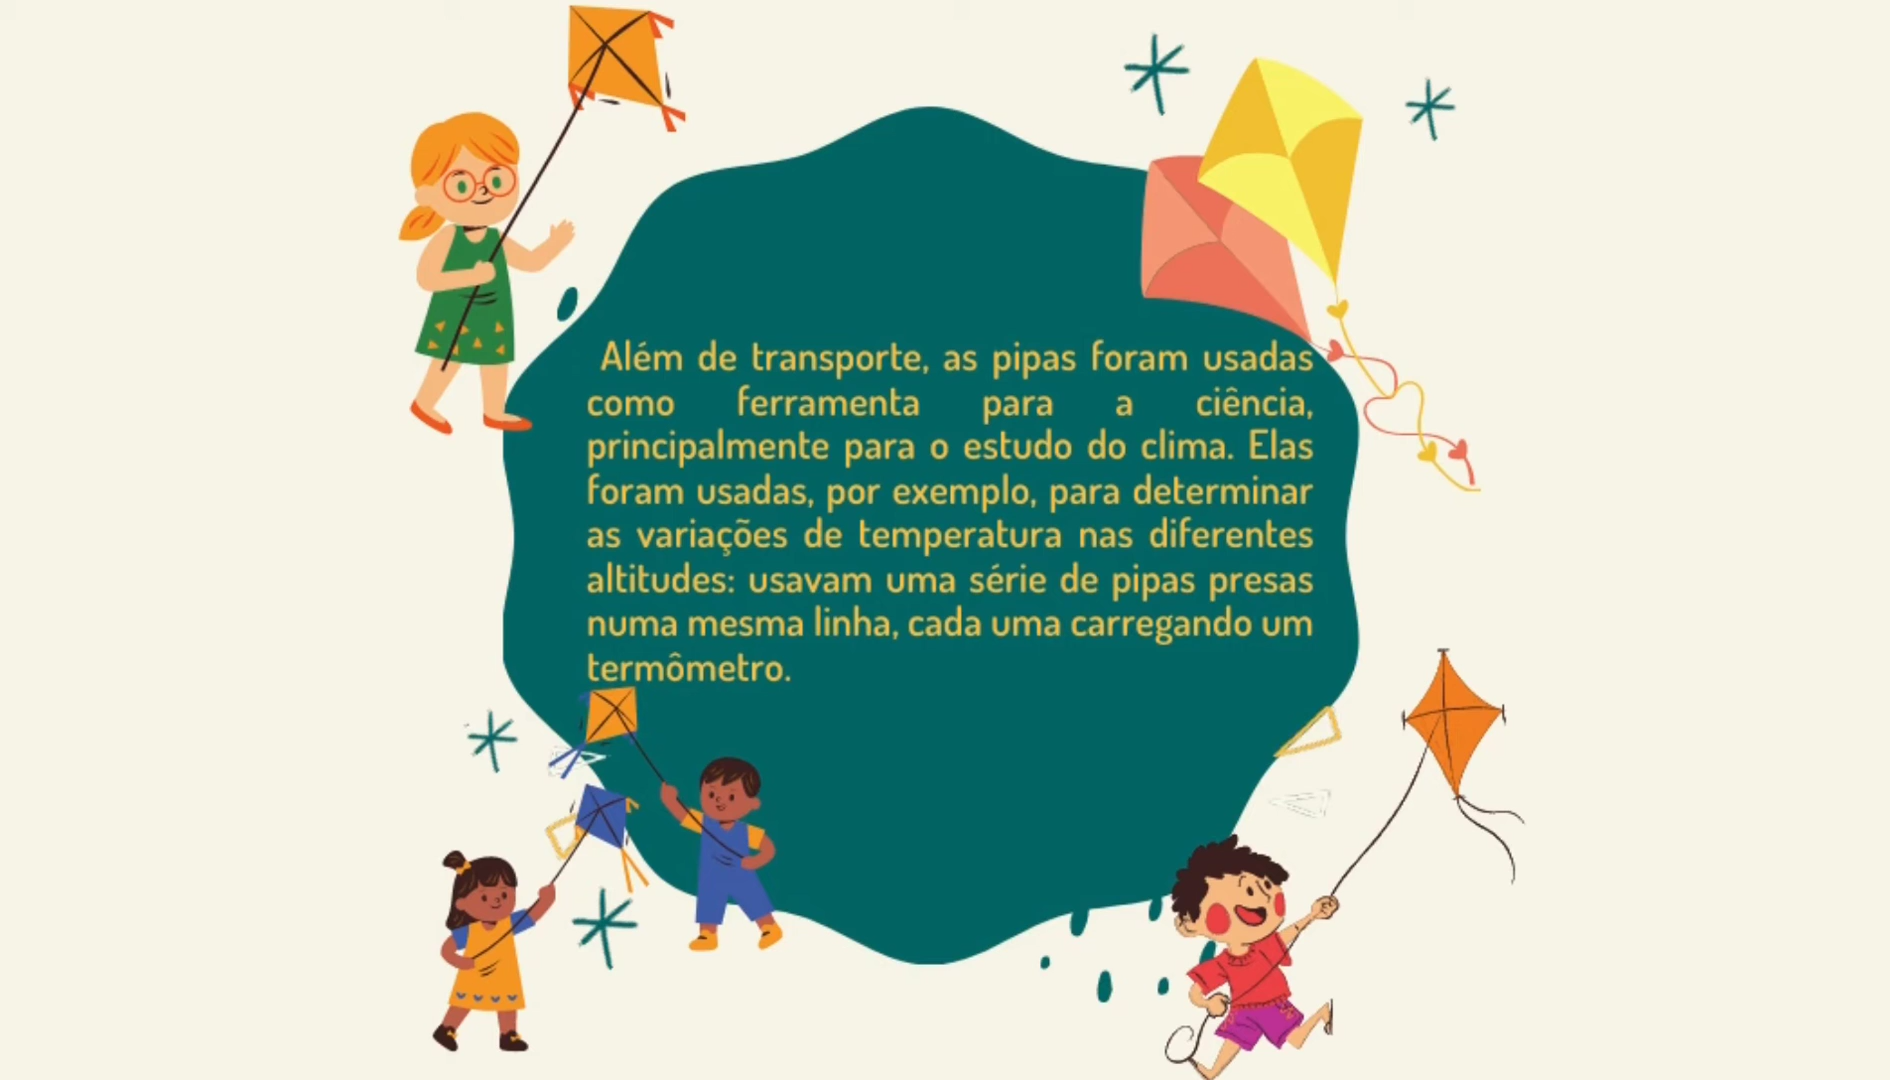 Além de transporte, as pipas foram usadas
como ferramenta para a ciência,
principalmente para o estudo do clima. Elas
foram usadas, por exemplo, para determinar
as variações de temperatura nas diferentes
altitudes: usavam uma série de pipas presas
numa mesma linha, cada uma carregando um
termômetro.